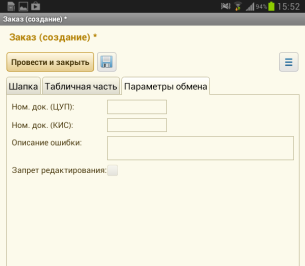 94% 15:52
Заказ (создание) *
Заказ (создание) *
Провести и закрыть
Шапка Табличная часть Параметры обмена
Ном. док. (ЦУП):
Ном. док. (КИС):
Описание ошибки:
Запрет редактирования: